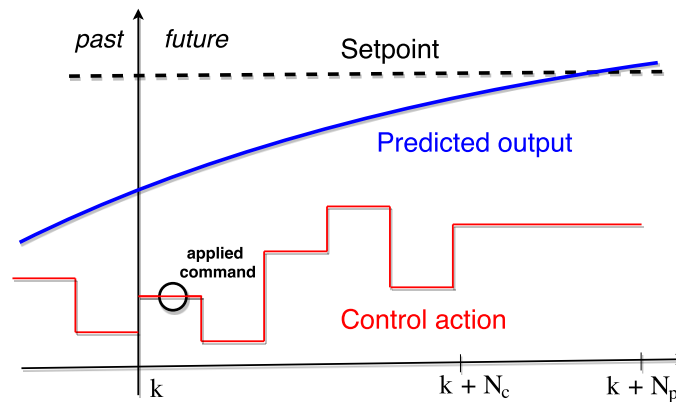 past future
Setpoint
Predicted output
applied
command
Control action
k
k + N_c
k + N_p